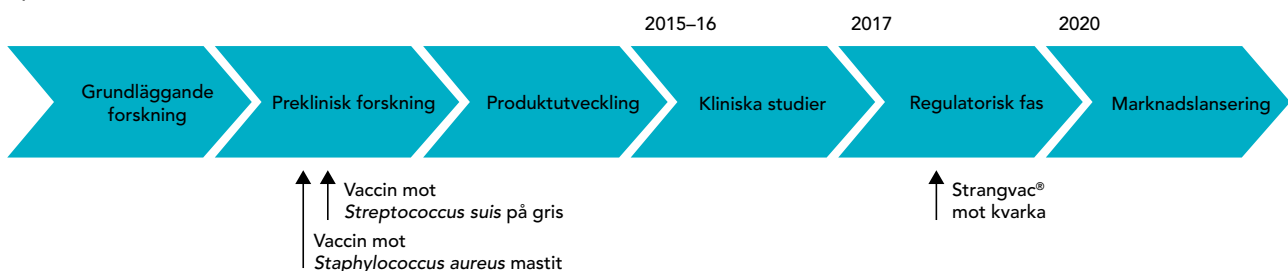 2015–16
2017
2020
Grundläggande
forskning
Preklinisk forskning
Produktutveckling
Kliniska studier
Regulatorisk fas
Marknadslansering
Vaccin mot
Streptococcus suis på gris
Vaccin mot
Staphylococcus aureus mastit
Strangvac®
mot kvarka